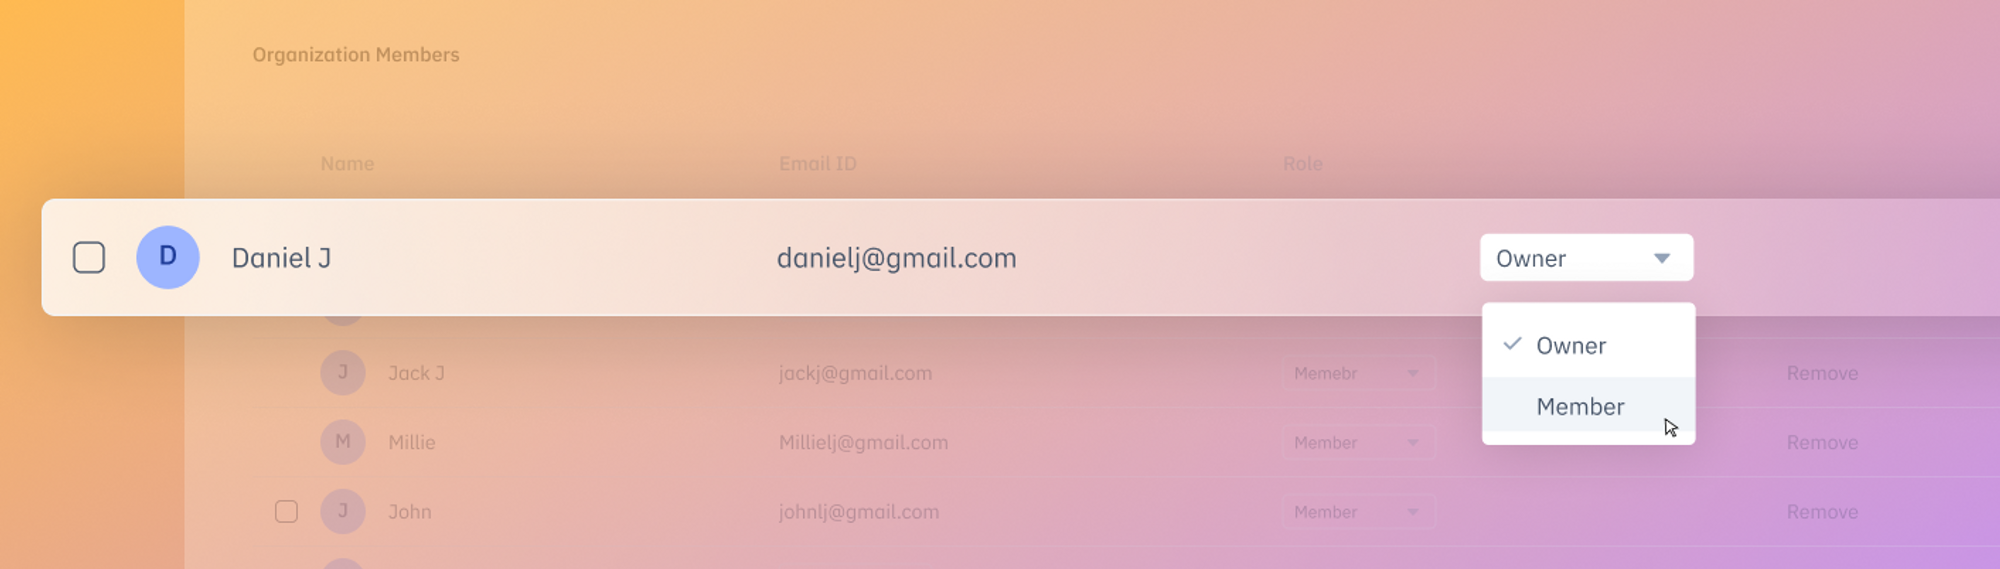 Organization Members
Name Email ID Role
D Daniel J danielj@gmail.com Owner
Owner
J Jack J jackj@gmail.com Memebr Remove
Member
M Millie Millielj@gmail.com Member Remove
J John johnlj@gmail.com Member Remove